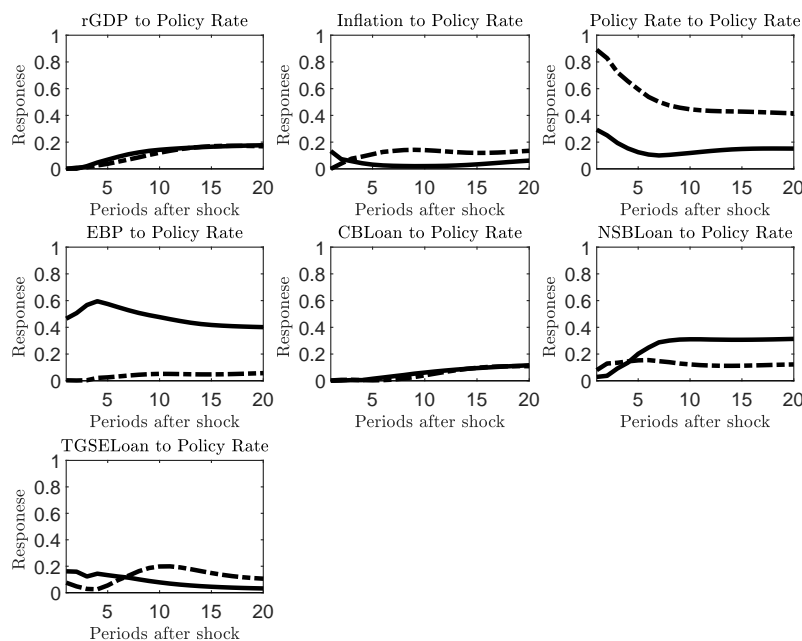 rGDP to Policy Rate
1
0.8
0.6
0.4
0.2
0
Responese
5 10 15 20
Periods after shock
Inflation to Policy Rate
1
0.8
0.6
0.4
0.2
0
Responese
5 10 15 20
Periods after shock
Policy Rate to Policy Rate
1
0.8
0.6
0.4
0.2
0
Responese
5 10 15 20
Periods after shock
EBP to Policy Rate
1
0.8
0.6
0.4
0.2
0
Responese
5 10 15 20
Periods after shock
CBLoan to Policy Rate
1
0.8
0.6
0.4
0.2
0
Responese
5 10 15 20
Periods after shock
NSBLoan to Policy Rate
1
0.8
0.6
0.4
0.2
0
Responese
5 10 15 20
Periods after shock
TGSELoan to Policy Rate
1
0.8
0.6
0.4
0.2
0
Responese
5 10 15 20
Periods after shock